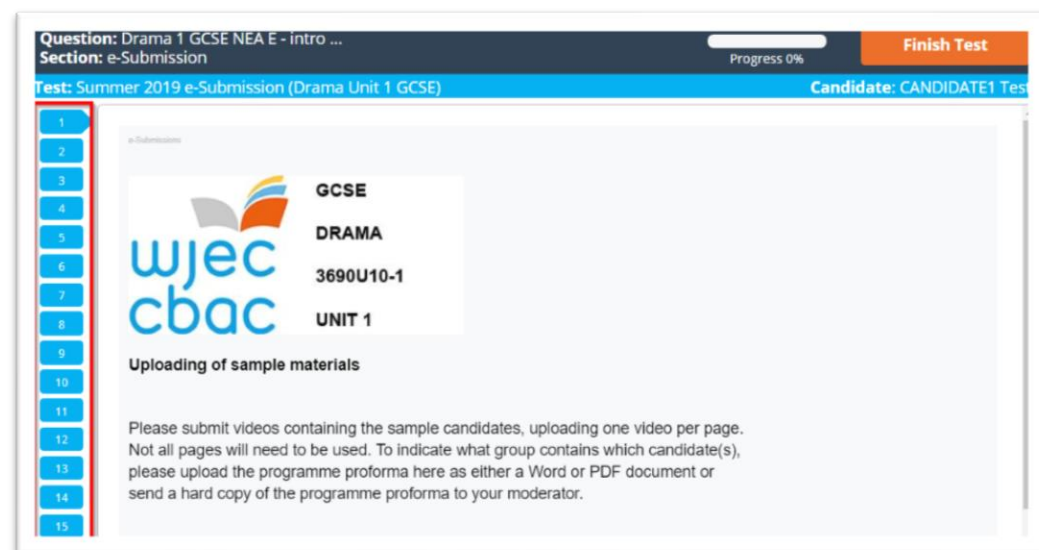 Question: Drama 1 GCSE NEA E - intro ...
Section: e-Submission
Progress 0%
Finish Test
Test: Summer 2019 e-Submission (Drama Unit 1 GCSE)
Candidate: CANDIDATE1 Test
1
2
3
4
5
6
7
8
9
10
11
12
13
14
15
e-Submissions
wjec
cbac
GCSE
DRAMA
3690U10-1
UNIT 1
Uploading of sample materials
Please submit videos containing the sample candidates, uploading one video per page.
Not all pages will need to be used. To indicate what group contains which candidate(s),
please upload the programme proforma here as either a Word or PDF document or
send a hard copy of the programme proforma to your moderator.